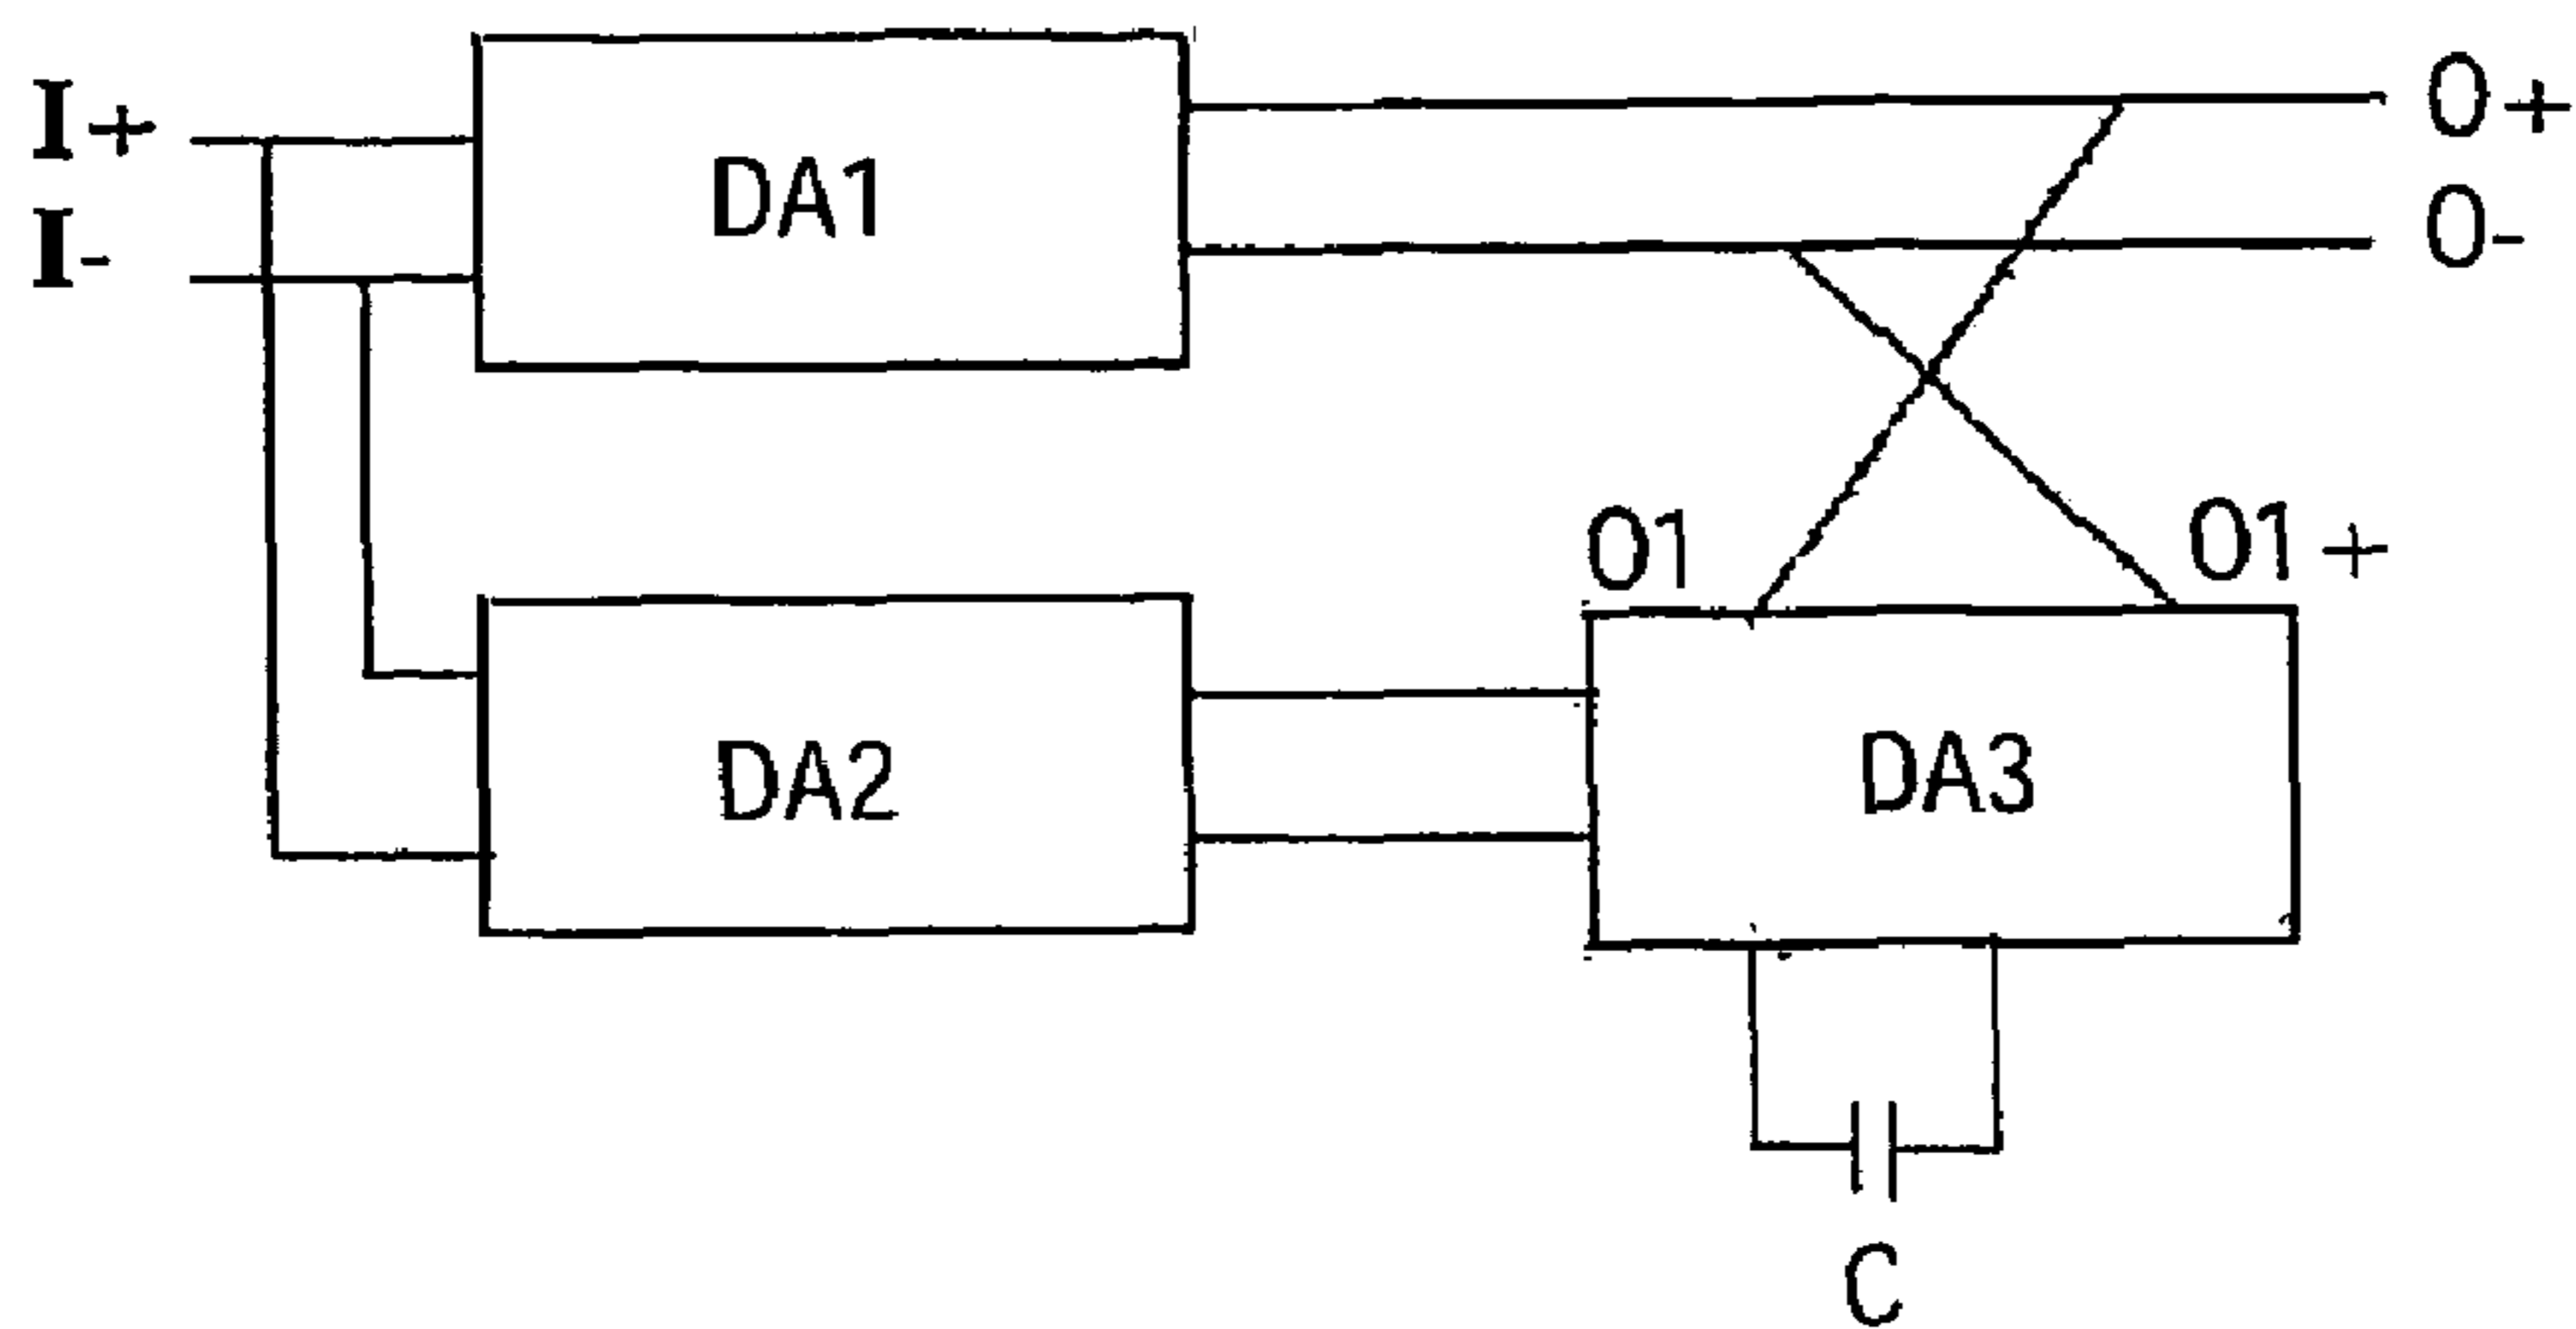 I+
O+
DA1
I-
O-
O1
O1+
DA2
DA3
C